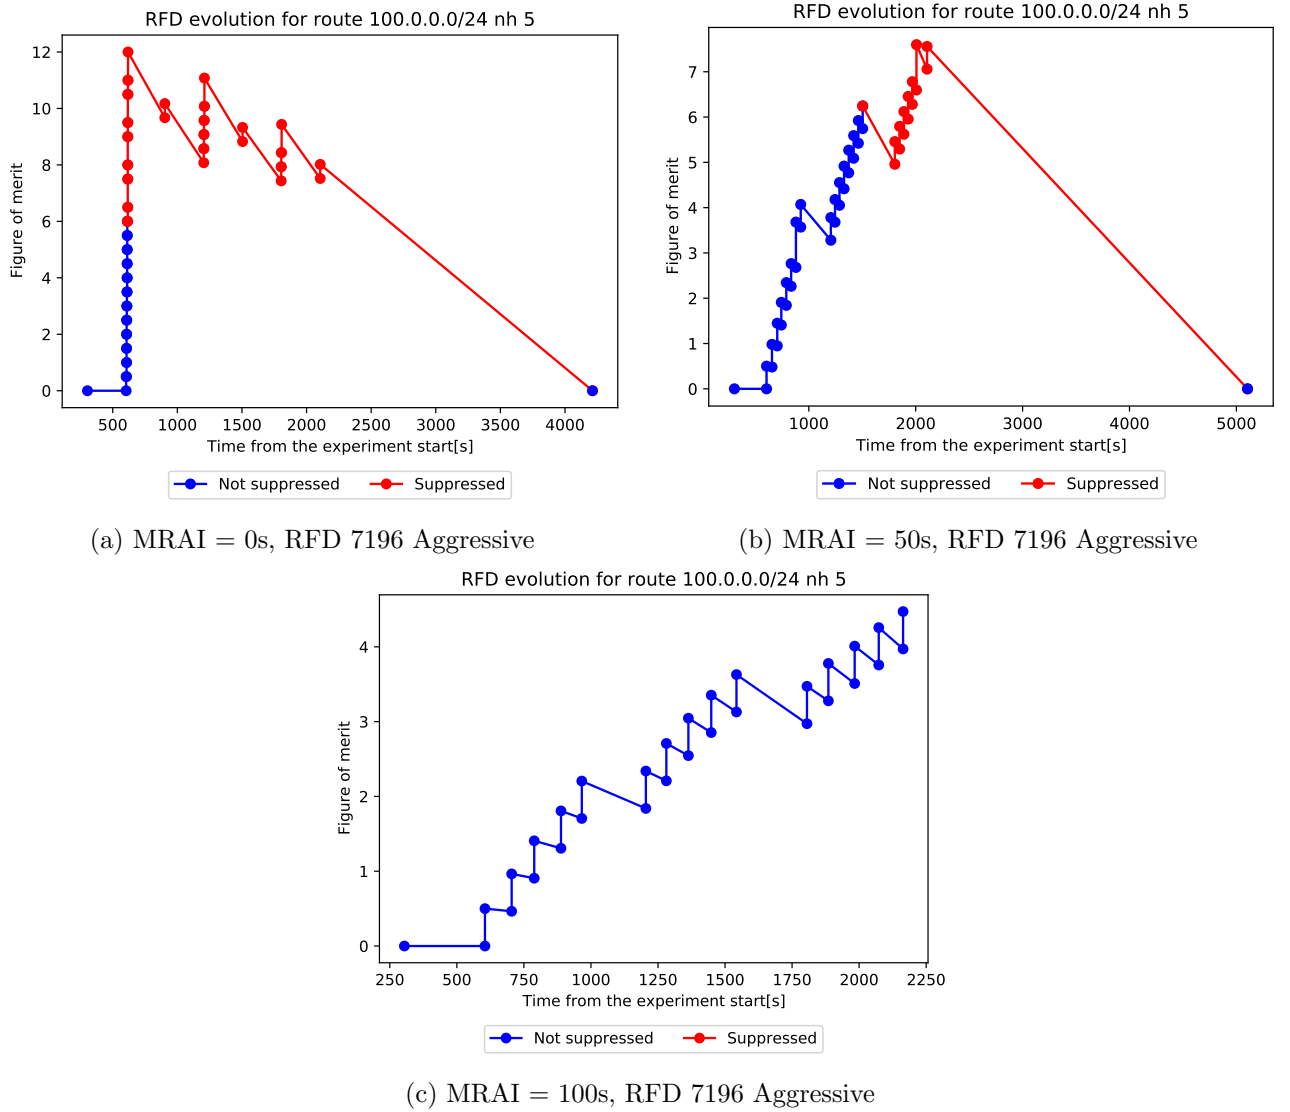 RFD evolution for route 100.0.0.0/24 nh 5
Figure of merit
12
10
8
6
4
2
0
500 1000 1500 2000 2500 3000 3500 4000
Time from the experiment start[s]
Not suppressed Suppressed
(a) MRAI = 0s, RFD 7196 Aggressive
RFD evolution for route 100.0.0.0/24 nh 5
Figure of merit
7
6
5
4
3
2
1
0
1000 2000 3000 4000 5000
Time from the experiment start[s]
Not suppressed Suppressed
(b) MRAI = 50s, RFD 7196 Aggressive
RFD evolution for route 100.0.0.0/24 nh 5
Figure of merit
4
3
2
1
0
250 500 750 1000 1250 1500 1750 2000 2250
Time from the experiment start[s]
Not suppressed Suppressed
(c) MRAI = 100s, RFD 7196 Aggressive